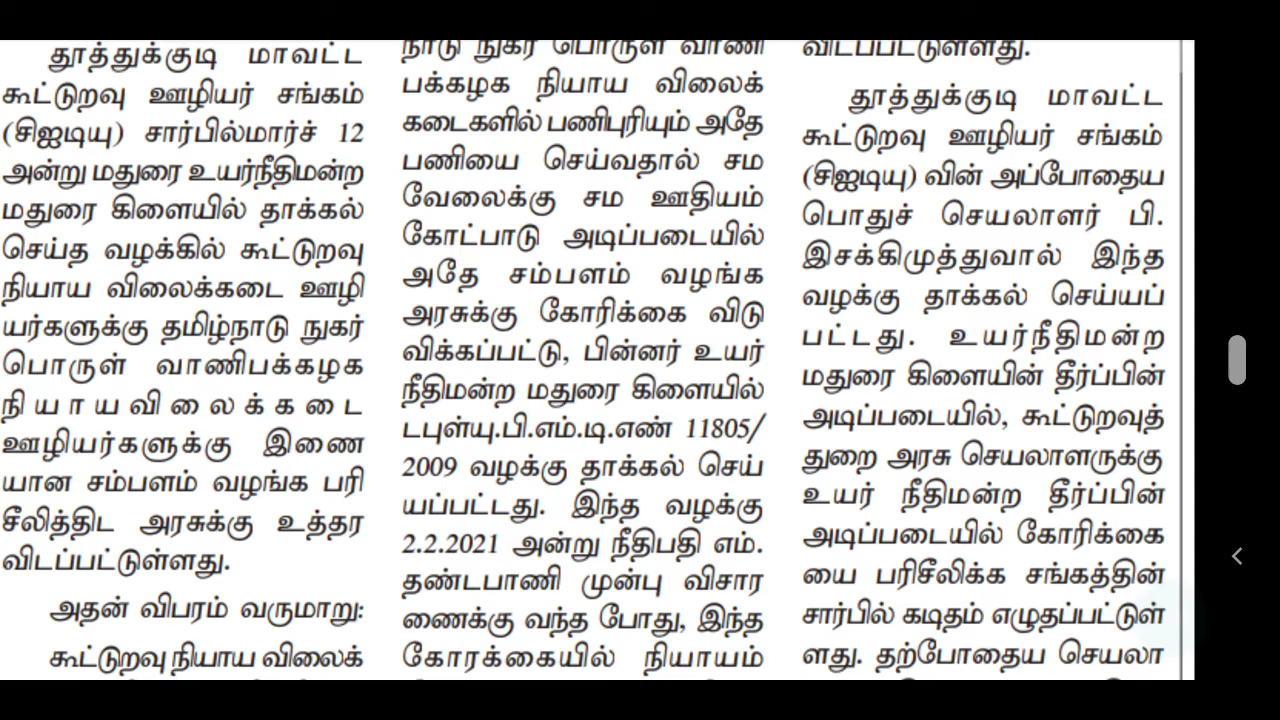 தூத்துக்குடி மாவட்ட
கூட்டுறவு ஊழியர் சங்கம்
(சிஐடியு) சார்பில்மார்ச் 12
அன்று மதுரை உயர்நீதிமன்ற
மதுரை கிளையில் தாக்கல்
செய்த வழக்கில் கூட்டுறவு
நியாய விலைக்கடை ஊழி
யர்களுக்கு தமிழ்நாடு நுகர்
பொருள் வாணிபக்கழக
நியாயவிலைக்கடை
ஊழியர்களுக்கு இணை
யான சம்பளம் வழங்க பரி
சீலித்திட அரசுக்கு உத்தர
விடப்பட்டுள்ளது.
அதன் விபரம் வருமாறு:
கூட்டுறவு நியாய விலைக்
நாடு நுகர் பொருள் வாணி
பக்கழக நியாய விலைக்
கடைகளில் பணிபுரியும் அதே
பணியை செய்வதால் சம
வேலைக்கு சம ஊதியம்
கோட்பாடு அடிப்படையில்
அதே சம்பளம் வழங்க
அரசுக்கு கோரிக்கை விடு
விக்கப்பட்டு, பின்னர் உயர்
நீதிமன்ற மதுரை கிளையில்
டபுள்யு.பி.எம்.டி.எண் 11805/
2009 வழக்கு தாக்கல் செய்
யப்பட்டது. இந்த வழக்கு
2.2.2021 அன்று நீதிபதி எம்.
தண்டபாணி முன்பு விசார
ணைக்கு வந்த போது, இந்த
கோரக்கையில் நியாயம்
விடப்பட்டுள்ளது.
தூத்துக்குடி மாவட்ட
கூட்டுறவு ஊழியர் சங்கம்
(சிஐடியு) வின் அப்போதைய
பொதுச் செயலாளர் பி.
இசக்கிமுத்துவால் இந்த
வழக்கு தாக்கல் செய்யப்
பட்டது. உயர்நீதிமன்ற
மதுரை கிளையின் தீர்ப்பின்
அடிப்படையில், கூட்டுறவுத்
துறை அரசு செயலாளருக்கு
உயர் நீதிமன்ற தீர்ப்பின்
அடிப்படையில் கோரிக்கை
யை பரிசீலிக்க சங்கத்தின்
சார்பில் கடிதம் எழுதப்பட்டுள்
ளது. தற்போதைய செயலா